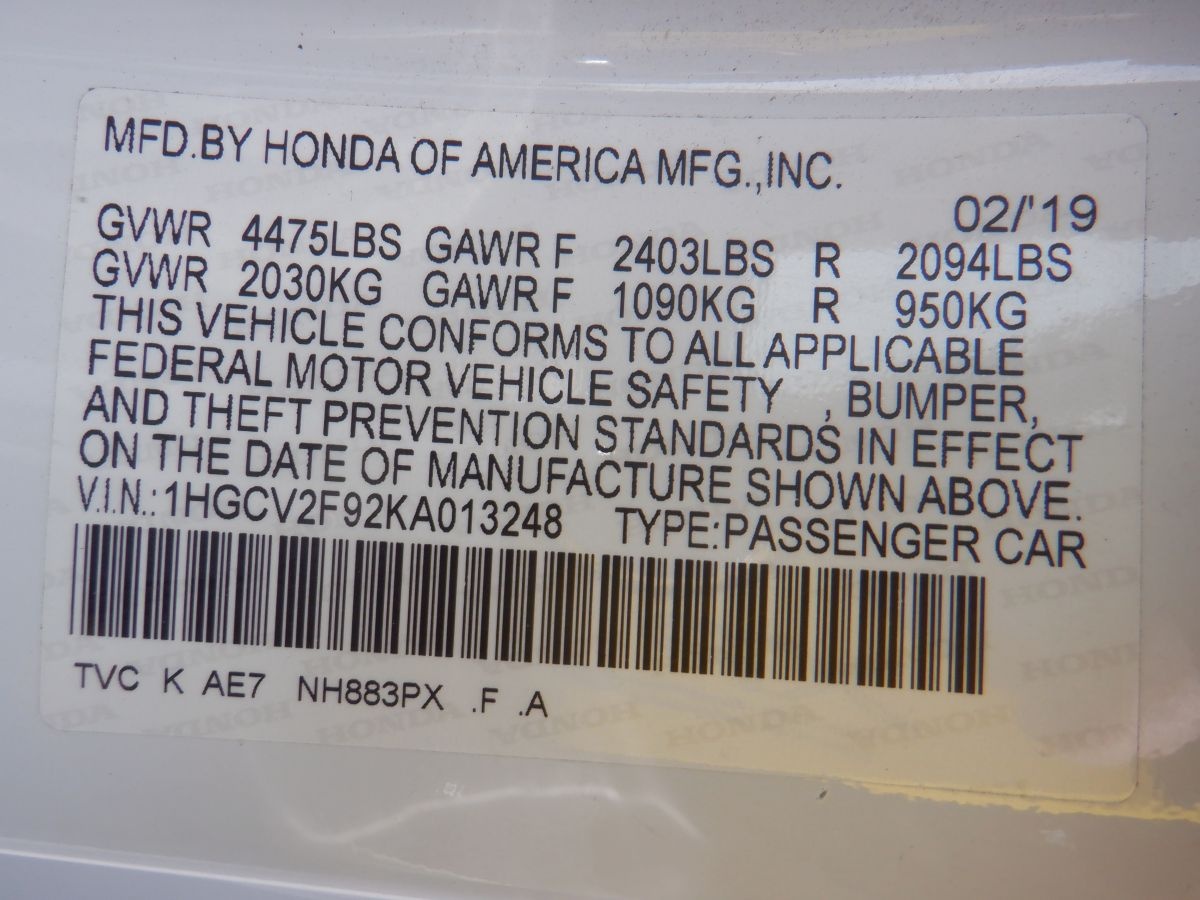 MFD.BY HONDA OF AMERICA MFG.,INC.
02/'19
GVWR 4475LBS GAWR F 2403LBS R 2094LBS
GVWR 2030KG GAWR F 1090KG R 950KG
THIS VEHICLE CONFORMS TO ALL APPLICABLE
FEDERAL MOTOR VEHICLE SAFETY , BUMPER,
AND THEFT PREVENTION STANDARDS IN EFFECT
ON THE DATE OF MANUFACTURE SHOWN ABOVE.
V.I.N.: 1HGCV2F92KA013248 TYPE:PASSENGER CAR
TVC K AE7 NH883PX .F .A